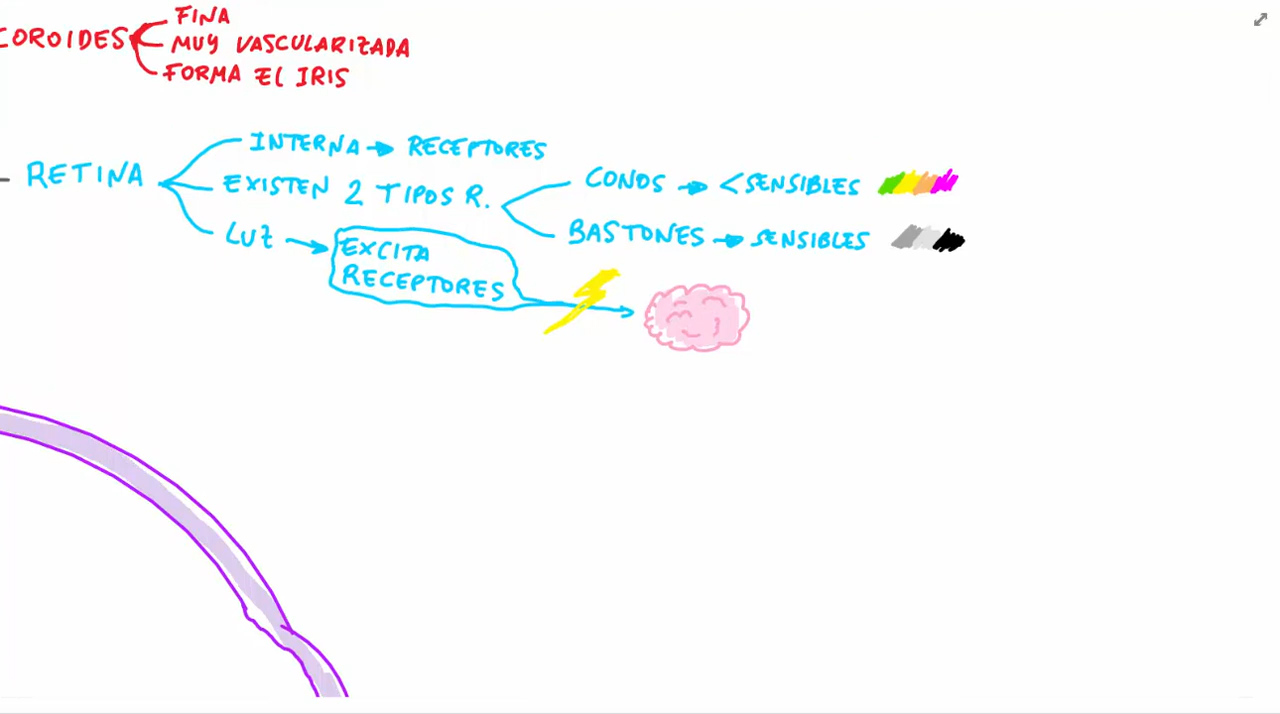 COROIDES
FINA
MUY VASCULARIZADA
FORMA EL IRIS
RETINA
INTERNA → RECEPTORES
EXISTEN 2 TIPOS R.
CONOS → < SENSIBLES
BASTONES → SENSIBLES
LUZ → EXCITA
RECEPTORES